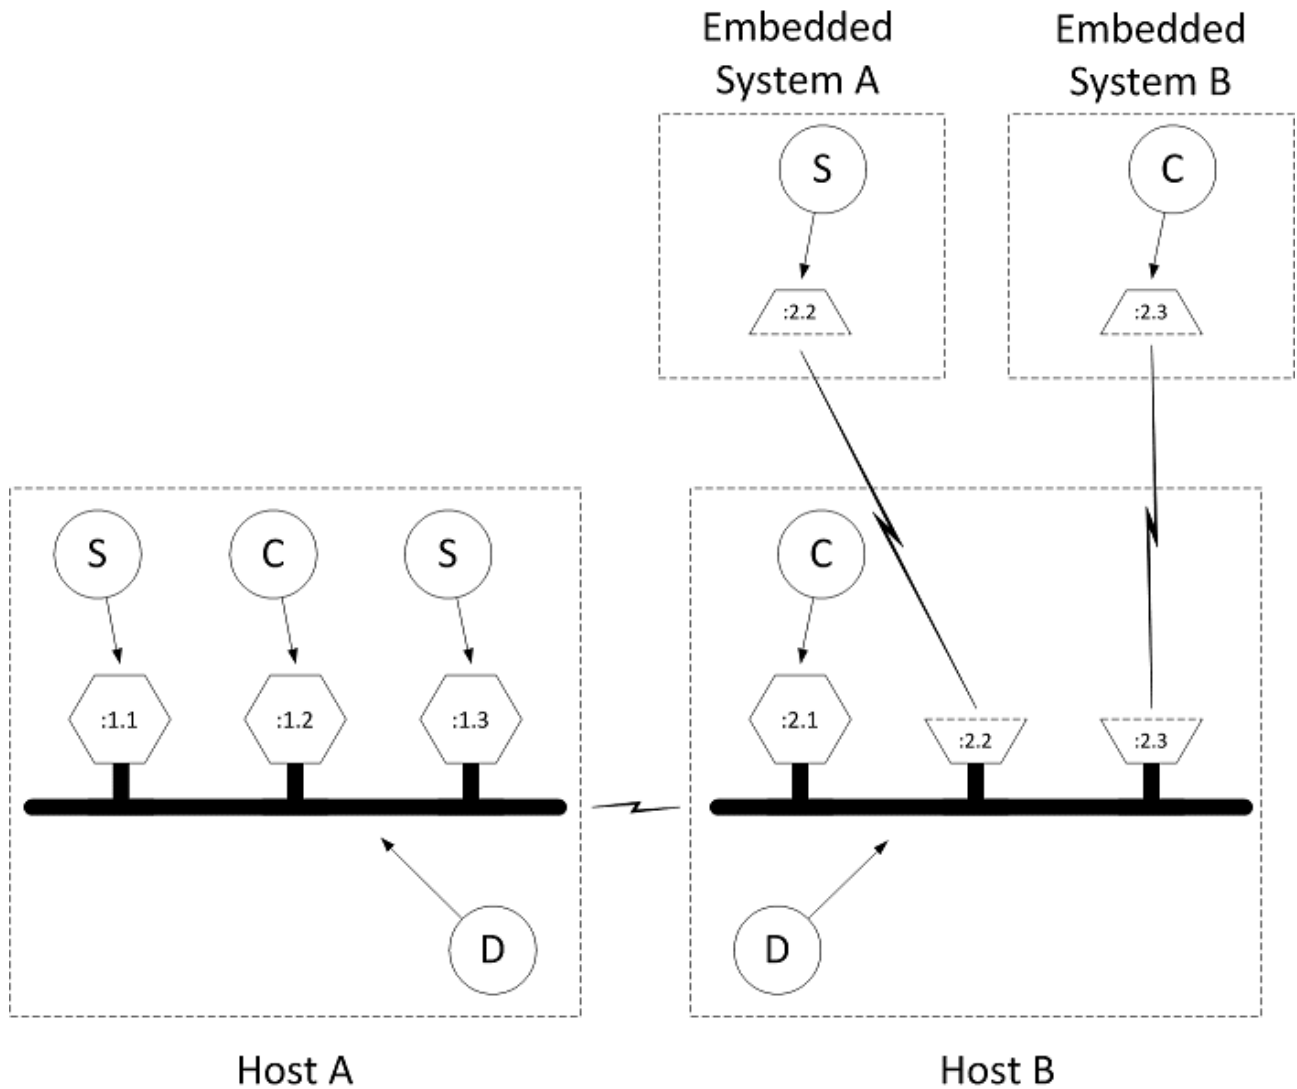 Embedded
System A
Embedded
System B
S
C
:2.2
:2.3
S
C
S
C
:1.1
:1.2
:1.3
:2.1
:2.2
:2.3
D
D
Host A
Host B